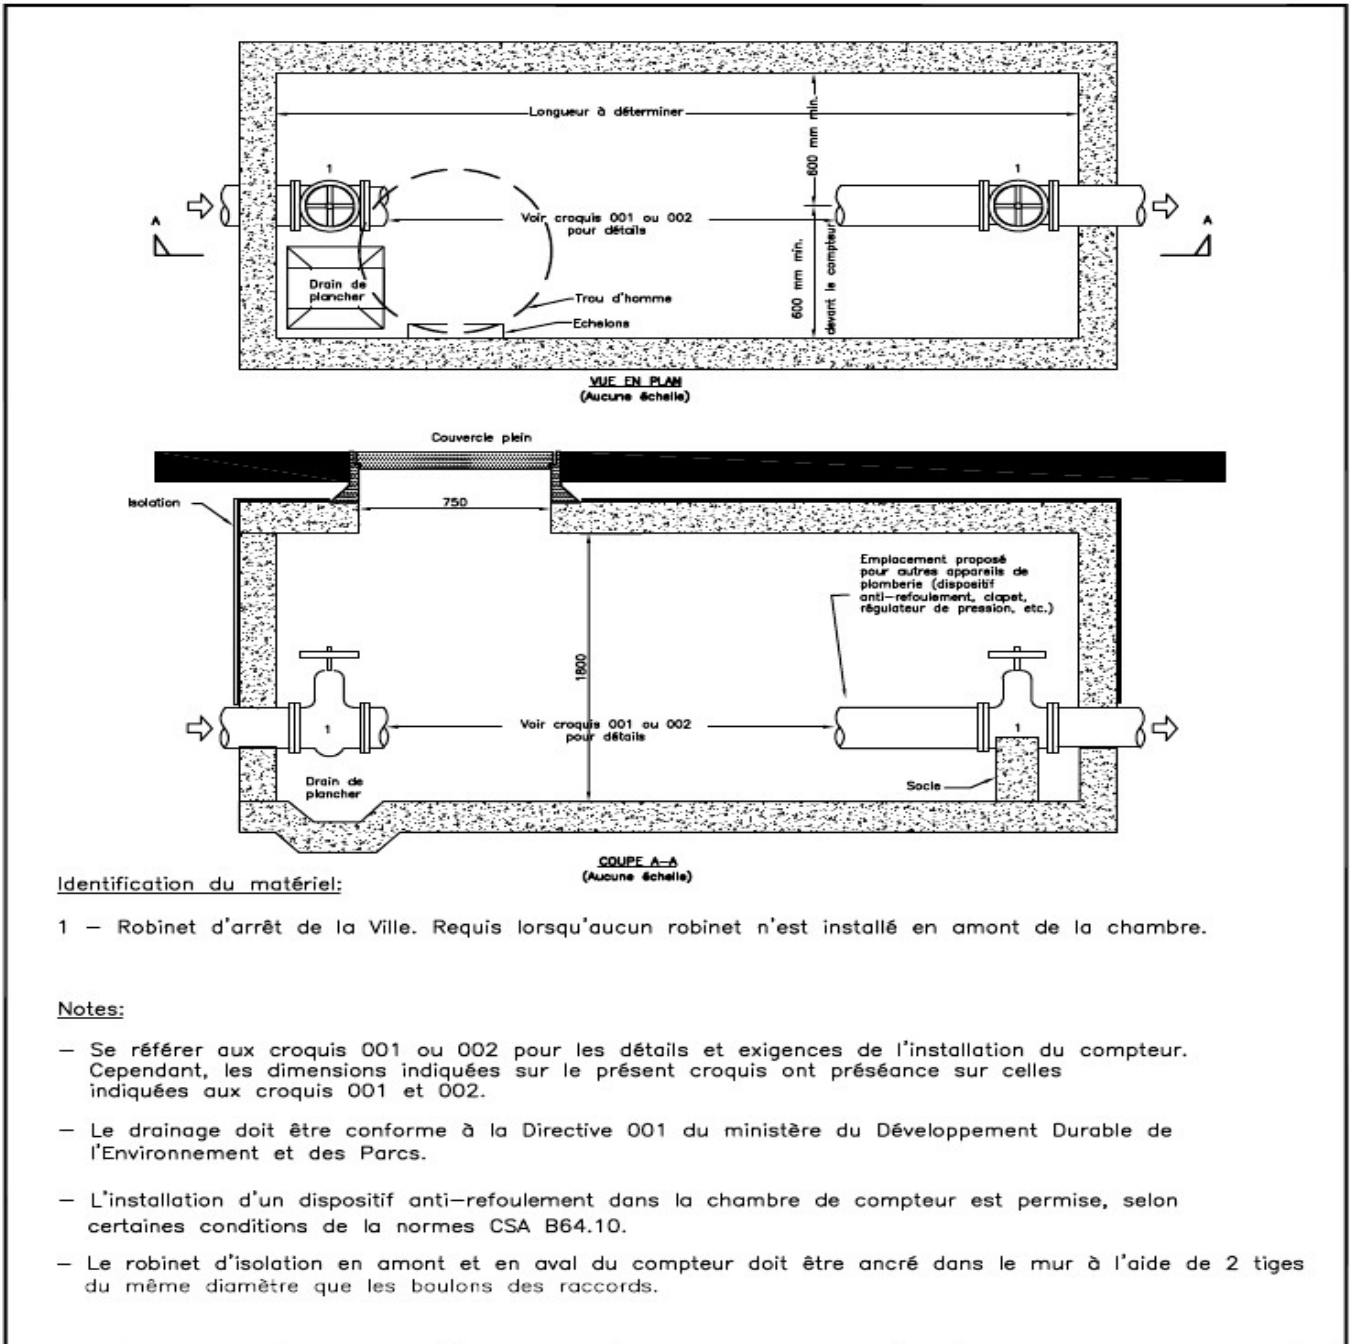 Longueur à déterminer
600 mm min.
1
1
A
A
Voir croquis 001 ou 002
pour détails
600 mm min.
devant le compteur
Drain de
plancher
Trou d'homme
Echelons
VUE EN PLAN
(Aucune échelle)
Couvercle plein
Isolation
750
Emplacement proposé
pour autres appareils de
plomberie (dispositif
anti-refoulement, clapet,
régulateur de pression, etc.)
1800
1
Voir croquis 001 ou 002
pour détails
1
Drain de
plancher
Socle
COUPE A-A
(Aucune échelle)
Identification du matériel:
1 – Robinet d'arrêt de la Ville. Requis lorsqu'aucun robinet n'est installé en amont de la chambre.
Notes:
– Se référer aux croquis 001 ou 002 pour les détails et exigences de l'installation du compteur.
Cependant, les dimensions indiquées sur le présent croquis ont préséance sur celles
indiquées aux croquis 001 et 002.
– Le drainage doit être conforme à la Directive 001 du ministère du Développement Durable de
l'Environnement et des Parcs.
– L'installation d'un dispositif anti-refoulement dans la chambre de compteur est permise, selon
certaines conditions de la normes CSA B64.10.
– Le robinet d'isolation en amont et en aval du compteur doit être ancré dans le mur à l'aide de 2 tiges
du même diamètre que les boulons des raccords.